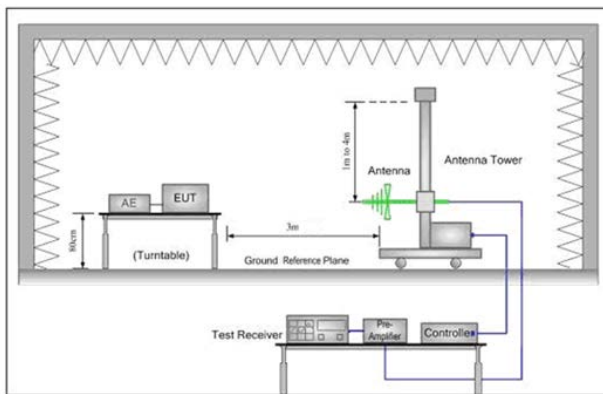 1m to 4m
Antenna
Antenna Tower
AE
EUT
80cm
(Turntable)
3m
Ground Reference Plane
Test Receiver
Pre-
Amplifier
Controller